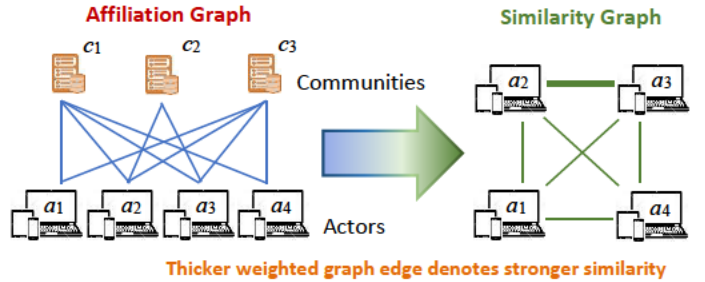 Affiliation Graph
Similarity Graph
c1
c2
c3
Communities
a2
a3
a1
a2
a3
a4
Actors
a1
a4
Thicker weighted graph edge denotes stronger similarity